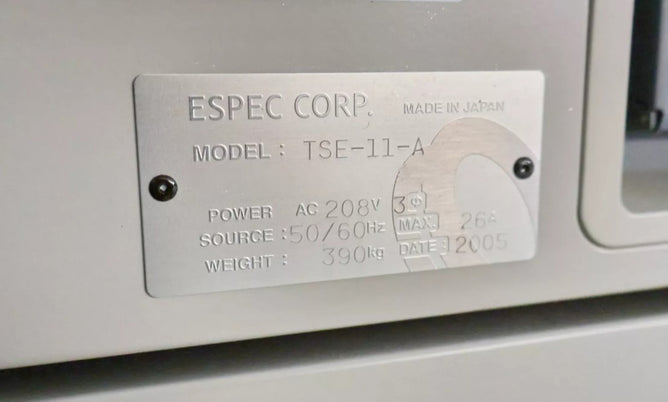 ESPEC CORP. MADE IN JAPAN
MODEL : TSE-11-A
POWER AC 208V 3φ
SOURCE : 50/60Hz MAX. 26A
WEIGHT : 390kg DATE : 12005